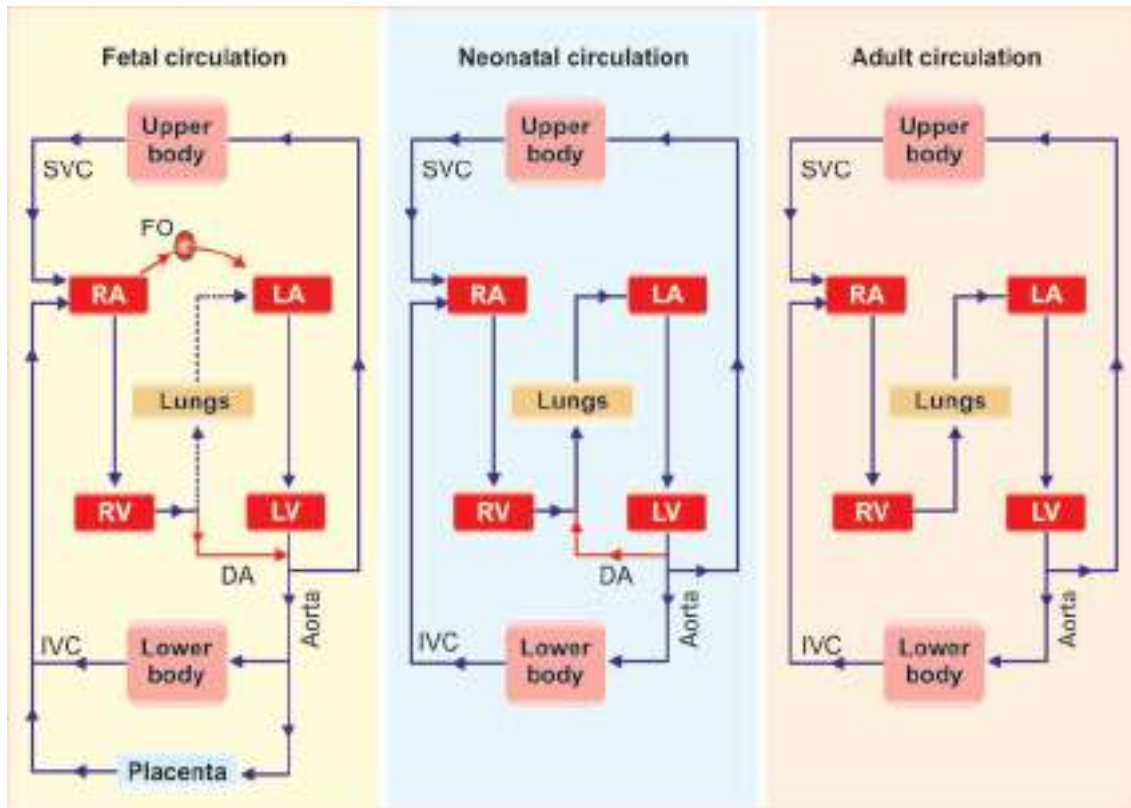 Fetal circulation
Upper
body
SVC
FO
RA
LA
Lungs
RV
LV
DA
Aorta
IVC
Lower
body
Placenta
Neonatal circulation
Upper
body
SVC
RA
LA
Lungs
RV
LV
DA
Aorta
IVC
Lower
body
Adult circulation
Upper
body
SVC
RA
LA
Lungs
RV
LV
Aorta
IVC
Lower
body